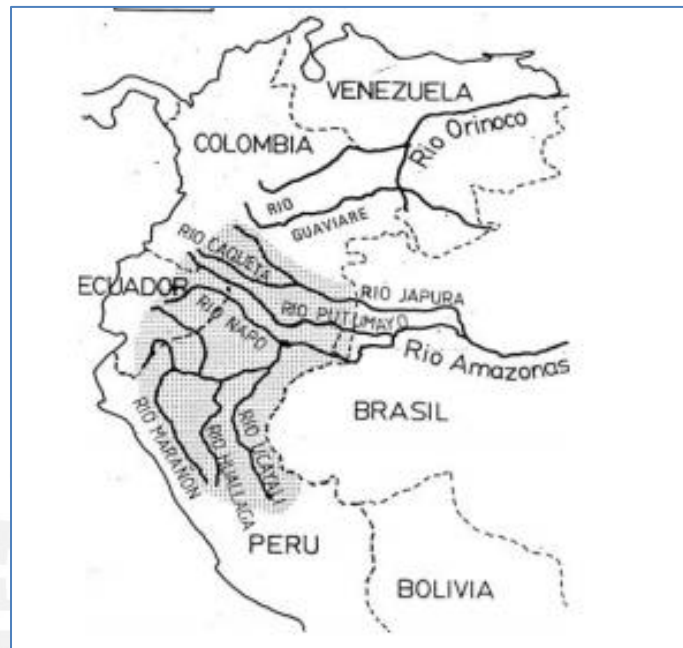 VENEZUELA
COLOMBIA
Rio Orinoco
RIO
GUAVIARE
RIO CAQUETA
ECUADOR
RIO JAPURA
RIO PUTUMAYO
RIO NAPO
Rio Amazonas
BRASIL
RIO MARAÑON
RIO HUALLAGA
RIO UCAYALI
PERU
BOLIVIA